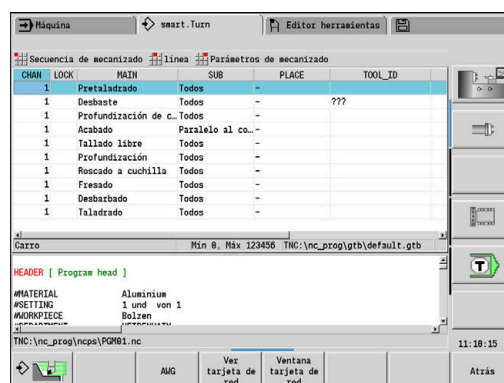 Máquina smart.Turn Editor herramientas
Secuencia de mecanizado línea Parámetros de mecanizado
CHAN LOCK MAIN SUB PLACE TOOL_ID
1 Pretaladrado Todos -
1 Desbaste Todos - ???
1 Profundización de c… Todos -
1 Acabado Paralelo al co… -
1 Tallado libre Todos -
1 Profundización Todos -
1 Roscado a cuchilla Todos -
1 Fresado Todos -
1 Desbarbado Todos -
1 Taladrado Todos -
Carro Min 0, Máx 123456 TNC:\nc_prog\gtb\default.gtb
HEADER [ Program head ]
#MATERIAL Aluminium
#SETTING 1 und von 1
#WORKPIECE Bolzen
T
TNC:\nc_prog\ncps\PGM01.nc
11:10:15
AWG
Ver tarjeta de red
Ventana tarjeta de red
Atrás